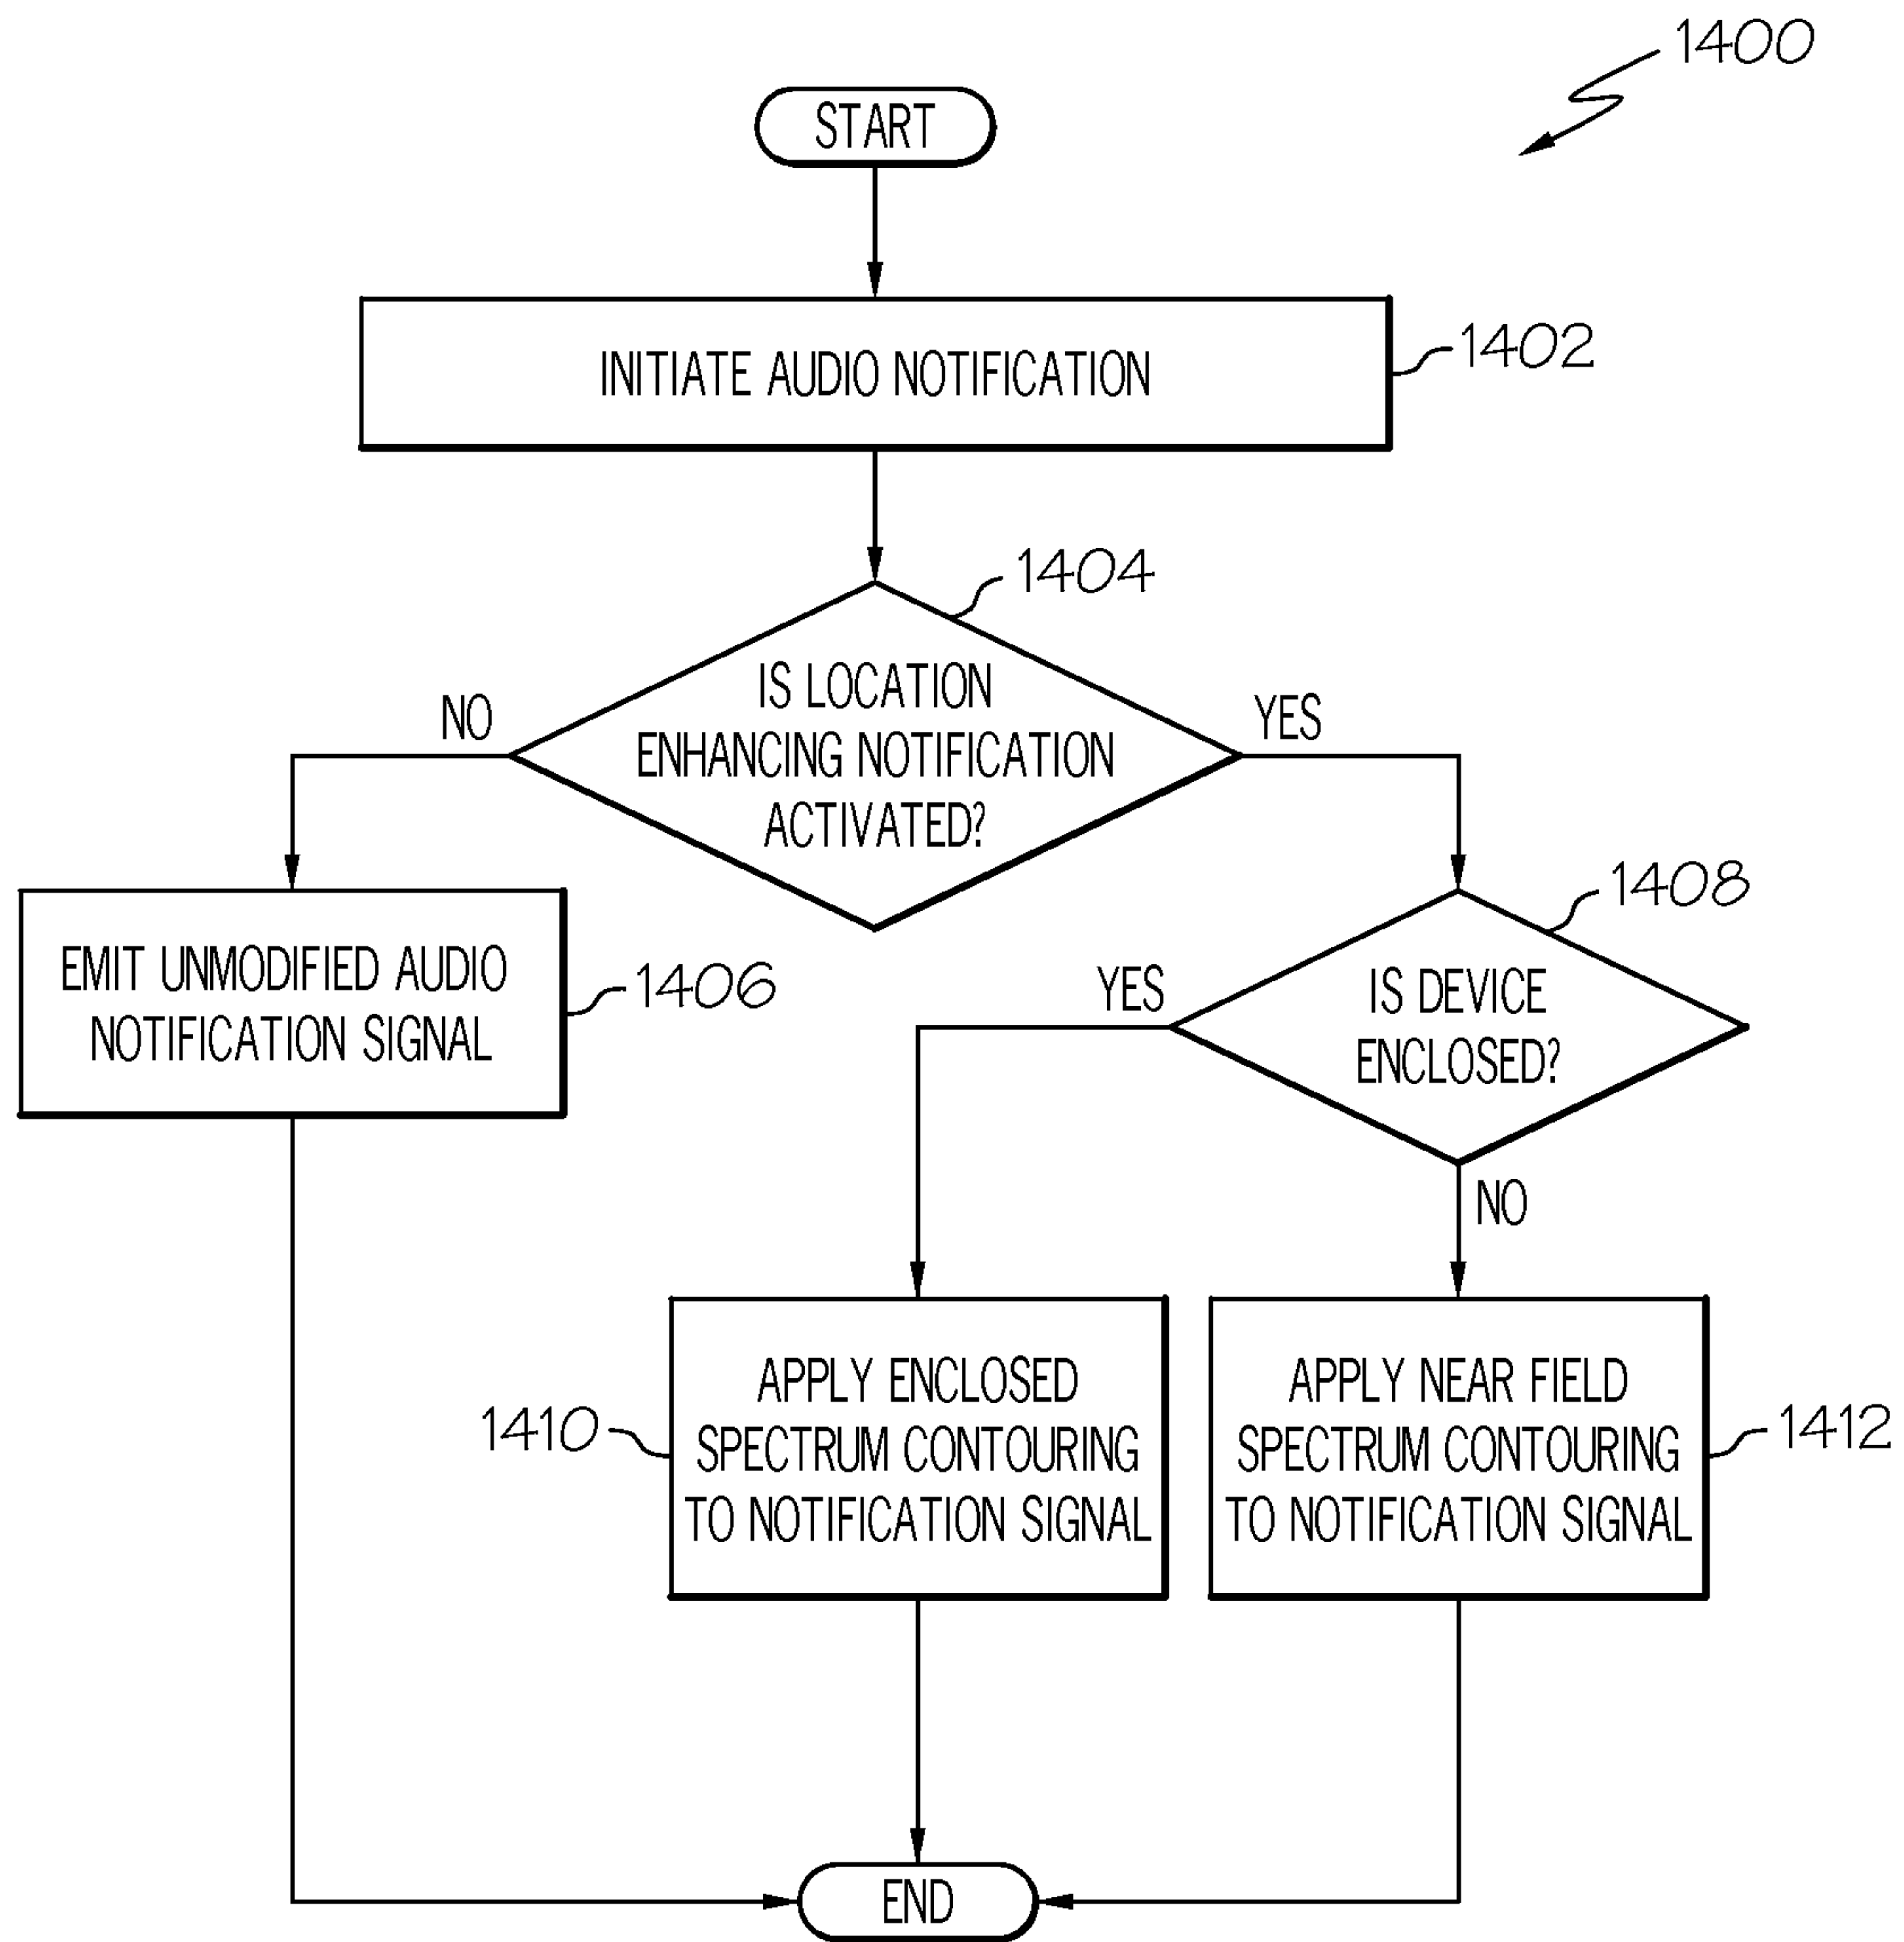 1400
START
INITIATE AUDIO NOTIFICATION
1402
1404
IS LOCATION
ENHANCING NOTIFICATION
ACTIVATED?
NO
YES
1408
EMIT UNMODIFIED AUDIO
NOTIFICATION SIGNAL
1406
YES
IS DEVICE
ENCLOSED?
NO
1410
APPLY ENCLOSED
SPECTRUM CONTOURING
TO NOTIFICATION SIGNAL
APPLY NEAR FIELD
SPECTRUM CONTOURING
TO NOTIFICATION SIGNAL
1412
END